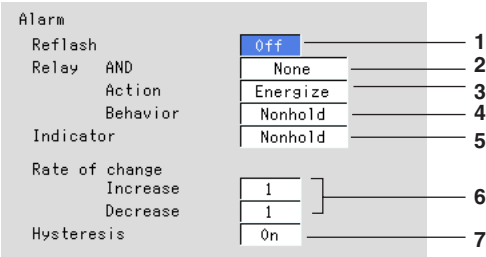 Alarm
Reflash Off 1
Relay AND None 2
Action Energize 3
Behavior Nonhold 4
Indicator Nonhold 5
Rate of change
Increase 1
Decrease 1
6
Hysteresis On 7